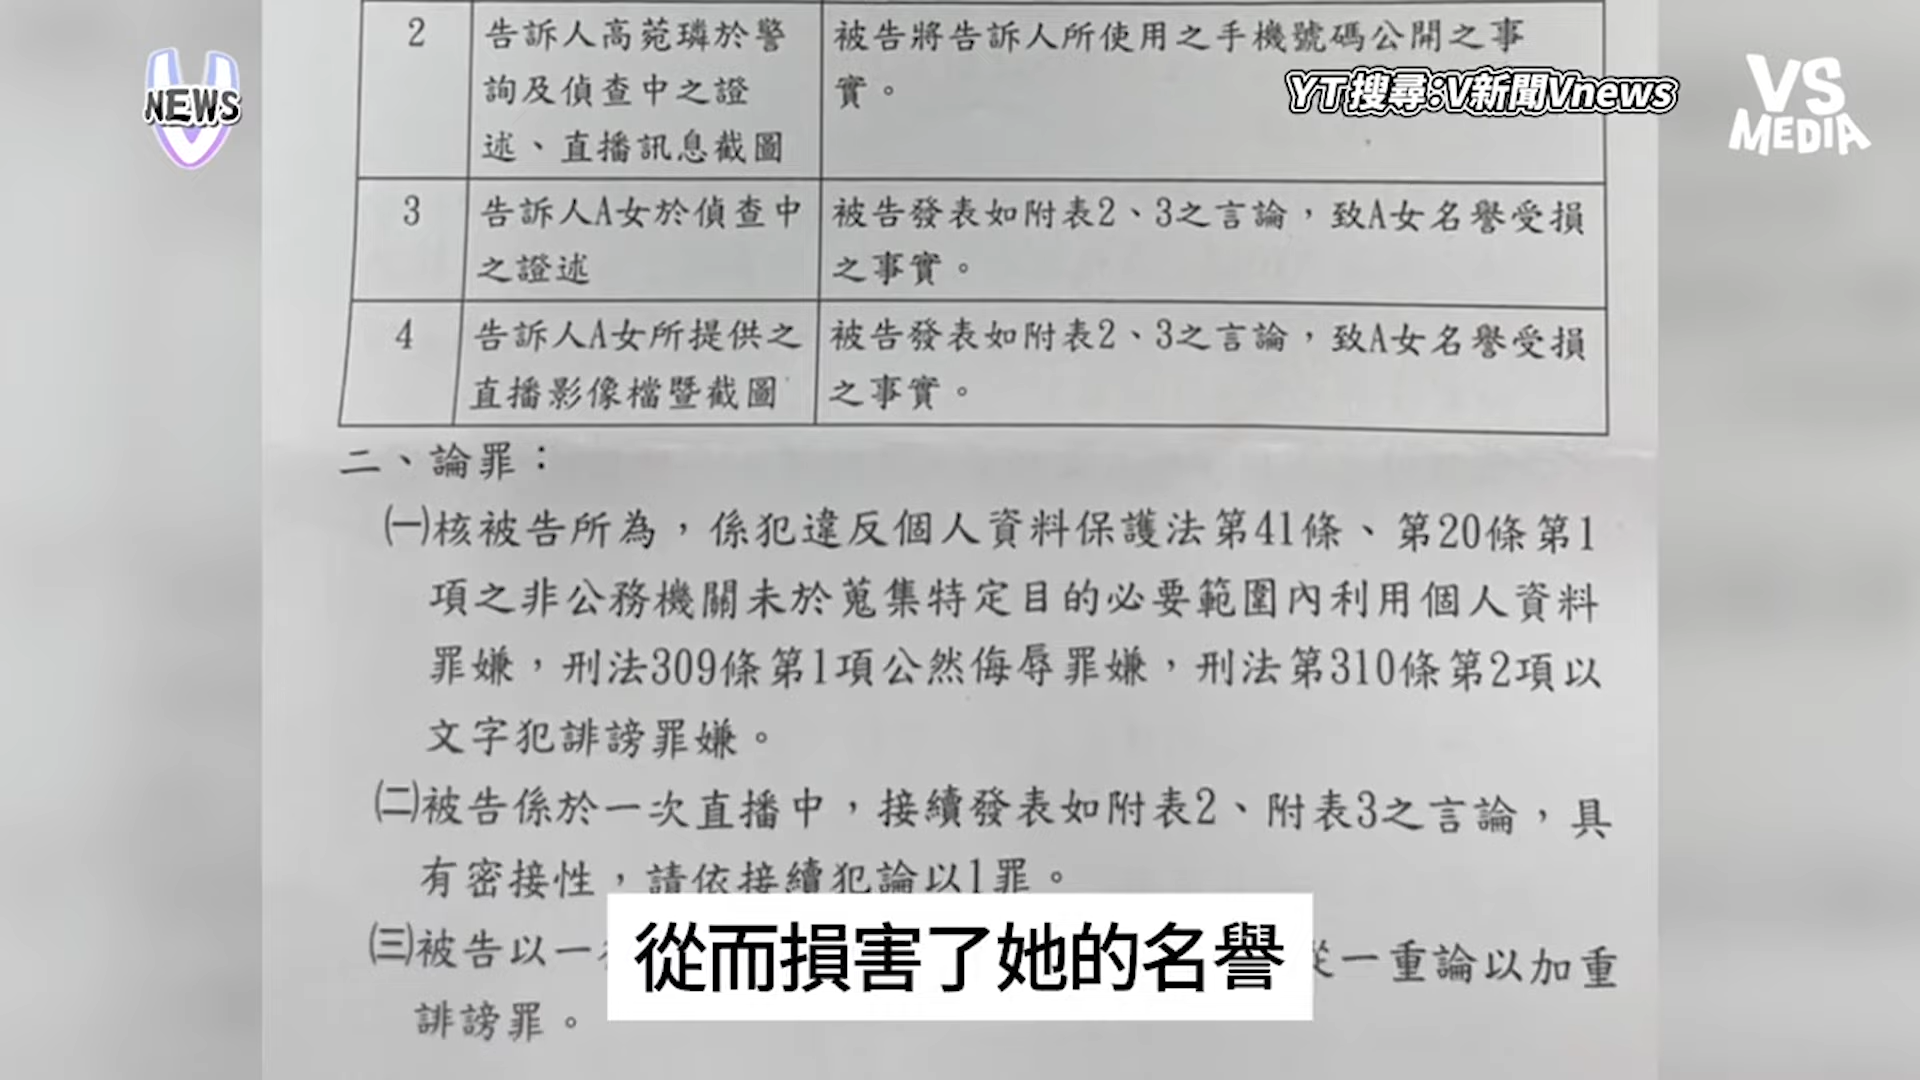 NEWS
YT搜尋:V新聞Vnews
VS
MEDIA
2
告訴人高菀璘於警
詢及偵查中之證
述、直播訊息截圖
被告將告訴人所使用之手機號碼公開之事
實。
3
告訴人A女於偵查中
之證述
被告發表如附表2、3之言論，致A女名譽受損
之事實。
4
告訴人A女所提供之
直播影像檔暨截圖
被告發表如附表2、3之言論，致A女名譽受損
之事實。
二、論罪：
㈠核被告所為，係犯違反個人資料保護法第41條、第20條第1
項之非公務機關未於蒐集特定目的必要範圍內利用個人資料
罪嫌，刑法309條第1項公然侮辱罪嫌，刑法第310條第2項以
文字犯誹謗罪嫌。
㈡被告係於一次直播中，接續發表如附表2、附表3之言論，具
有密接性，請依接續犯論以1罪。
㈢被告以一
從一重論以加重
誹謗罪。
從而損害了她的名譽